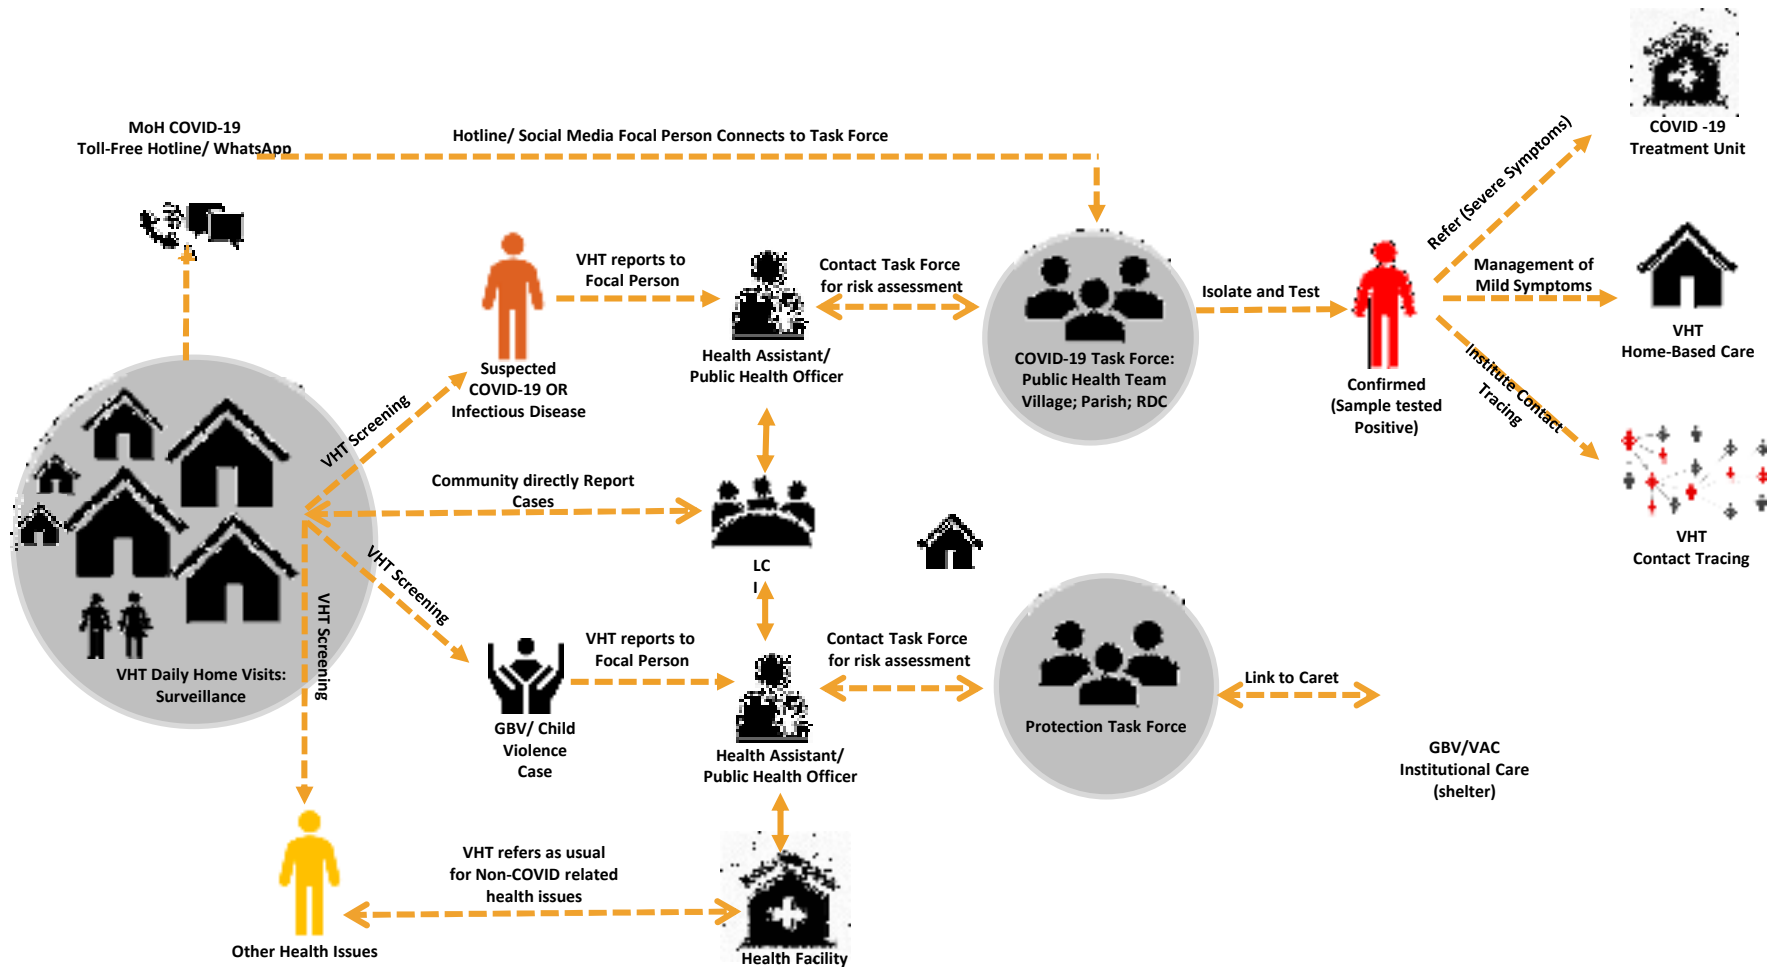 MoH COVID-19
Toll-Free Hotline/ WhatsApp
Hotline/ Social Media Focal Person Connects to Task Force
COVID -19
Treatment Unit
Refer (Severe Symptoms)
VHT reports to
Focal Person
Contact Task Force
for risk assessment
Isolate and Test
Management of
Mild Symptoms
VHT
Home-Based Care
Suspected
COVID-19 OR
Infectious Disease
Health Assistant/
Public Health Officer
COVID-19 Task Force:
Public Health Team
Village; Parish; RDC
Confirmed
(Sample tested
Positive)
Institute Contact
Tracing
VHT
Contact Tracing
VHT Screening
Community directly Report
Cases
LC
I
VHT Screening
VHT Screening
VHT Daily Home Visits:
Surveillance
VHT reports to
Focal Person
Contact Task Force
for risk assessment
GBV/ Child
Violence
Case
Health Assistant/
Public Health Officer
Protection Task Force
Link to Caret
GBV/VAC
Institutional Care
(shelter)
VHT refers as usual
for Non-COVID related
health issues
Other Health Issues
Health Facility